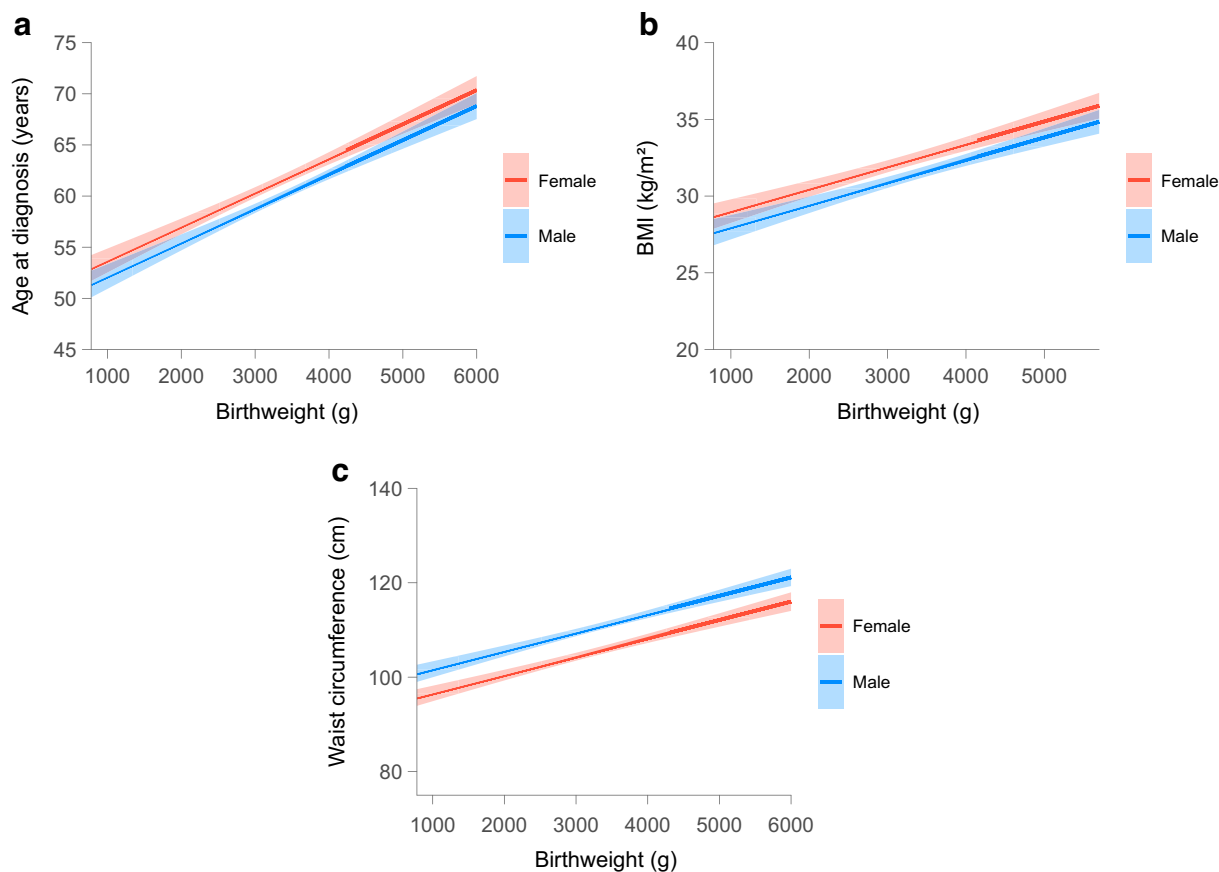 a
Age at diagnosis (years)
75
70
65
60
55
50
45
1000 2000 3000 4000 5000 6000
Birthweight (g)
Female
Male
b
BMI (kg/m²)
40
35
30
25
20
1000 2000 3000 4000 5000
Birthweight (g)
Female
Male
c
Waist circumference (cm)
140
120
100
80
1000 2000 3000 4000 5000 6000
Birthweight (g)
Female
Male